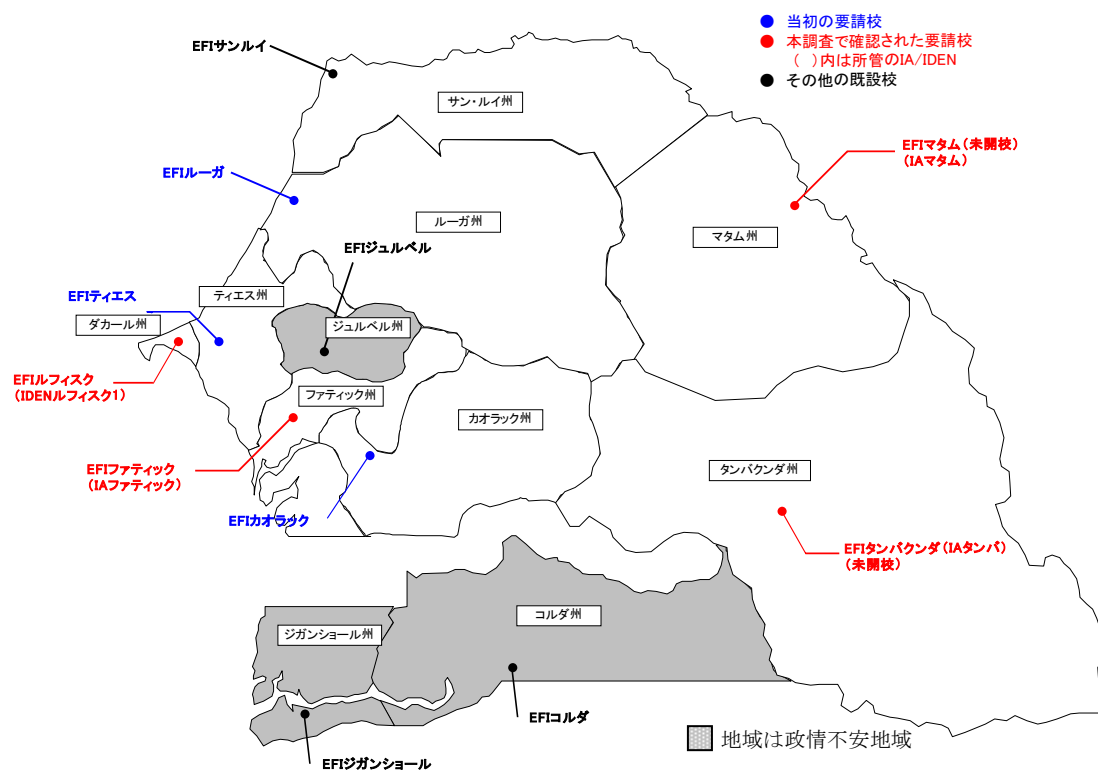 当初の要請校
本調査で確認された要請校
( )内は所管のIA/IDEN
その他の既設校
EFIサンルイ
サン・ルイ州
EFIマタム(未開校)
(IAマタム)
EFIルーガ
ルーガ州
マタム州
EFIジュルベル
EFIティエス
ティエス州
ダカール州
ジュルベル州
EFIルフィスク
(IDENルフィスク1)
ファティック州
カオラック州
EFIファティック
(IAファティック)
タンバクンダ州
EFIカオラック
EFIタンバクンダ(IAタンバ)
(未開校)
コルダ州
ジガンショール州
EFIコルダ
地域は政情不安地域
EFIジガンショール